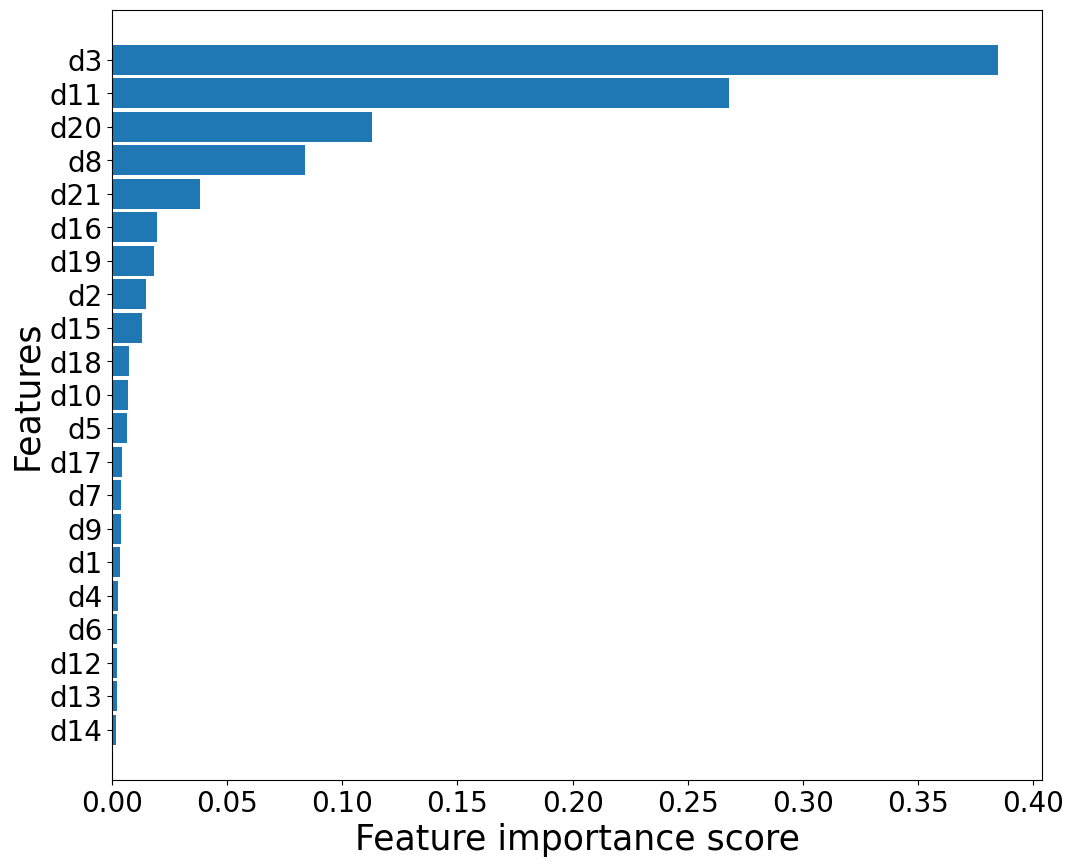 Features
d3
d11
d20
d8
d21
d16
d19
d2
d15
d18
d10
d5
d17
d7
d9
d1
d4
d6
d12
d13
d14
0.00 0.05 0.10 0.15 0.20 0.25 0.30 0.35 0.40
Feature importance score